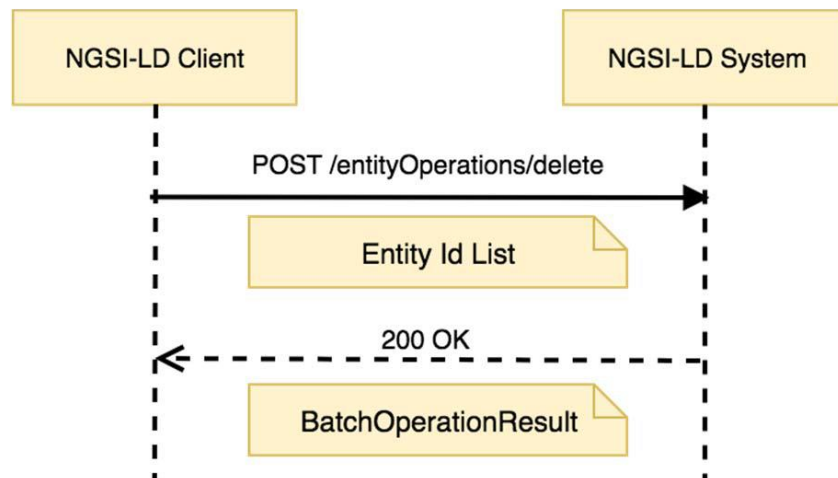 NGSI-LD Client
NGSI-LD System
POST /entityOperations/delete
Entity Id List
200 OK
BatchOperationResult